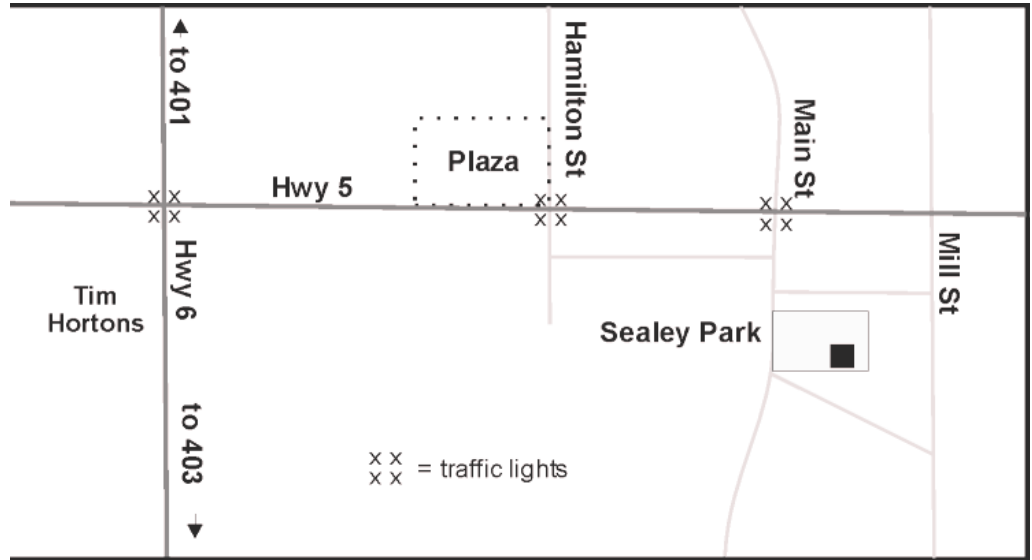 to 401
Hamilton St
Main St
Plaza
Hwy 5
x x
x x
x x
x x
x x
x x
Hwy 6
Mill St
Tim
Hortons
Sealey Park
to 403
x x
x x = traffic lights